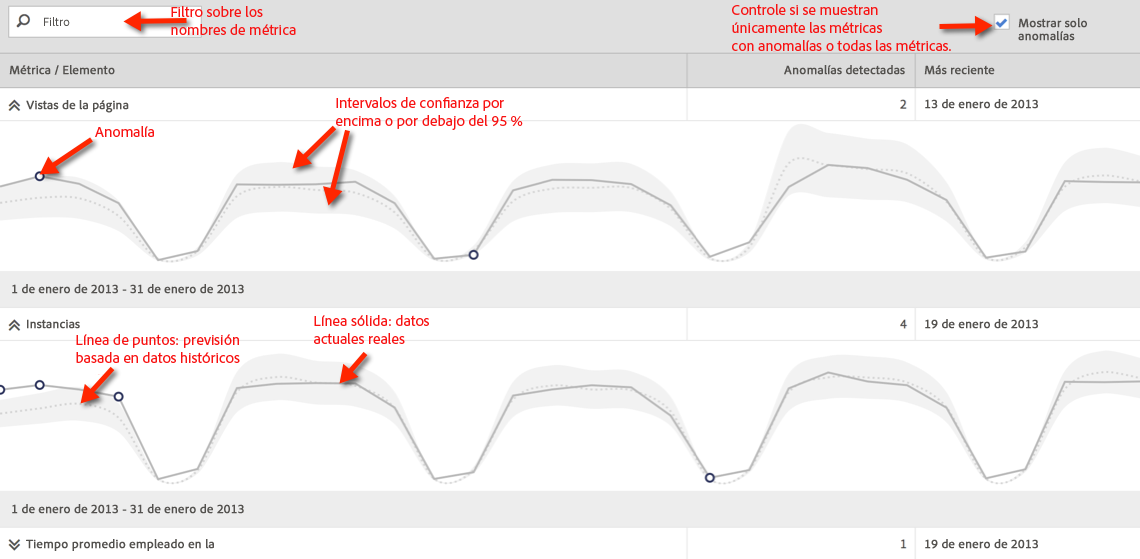 Filtro
Filtro sobre los
nombres de métrica
Controle si se muestran
únicamente las métricas
con anomalías o todas las métricas.
Mostrar solo
anomalías
Métrica / Elemento
Anomalías detectadas
Más reciente
Vistas de la página
2
13 de enero de 2013
Anomalía
Intervalos de confianza por
encima o por debajo del 95 %
1 de enero de 2013 - 31 de enero de 2013
Instancias
4
19 de enero de 2013
Línea de puntos: previsión
basada en datos históricos
Línea sólida: datos
actuales reales
1 de enero de 2013 - 31 de enero de 2013
Tiempo promedio empleado en la
1
19 de enero de 2013